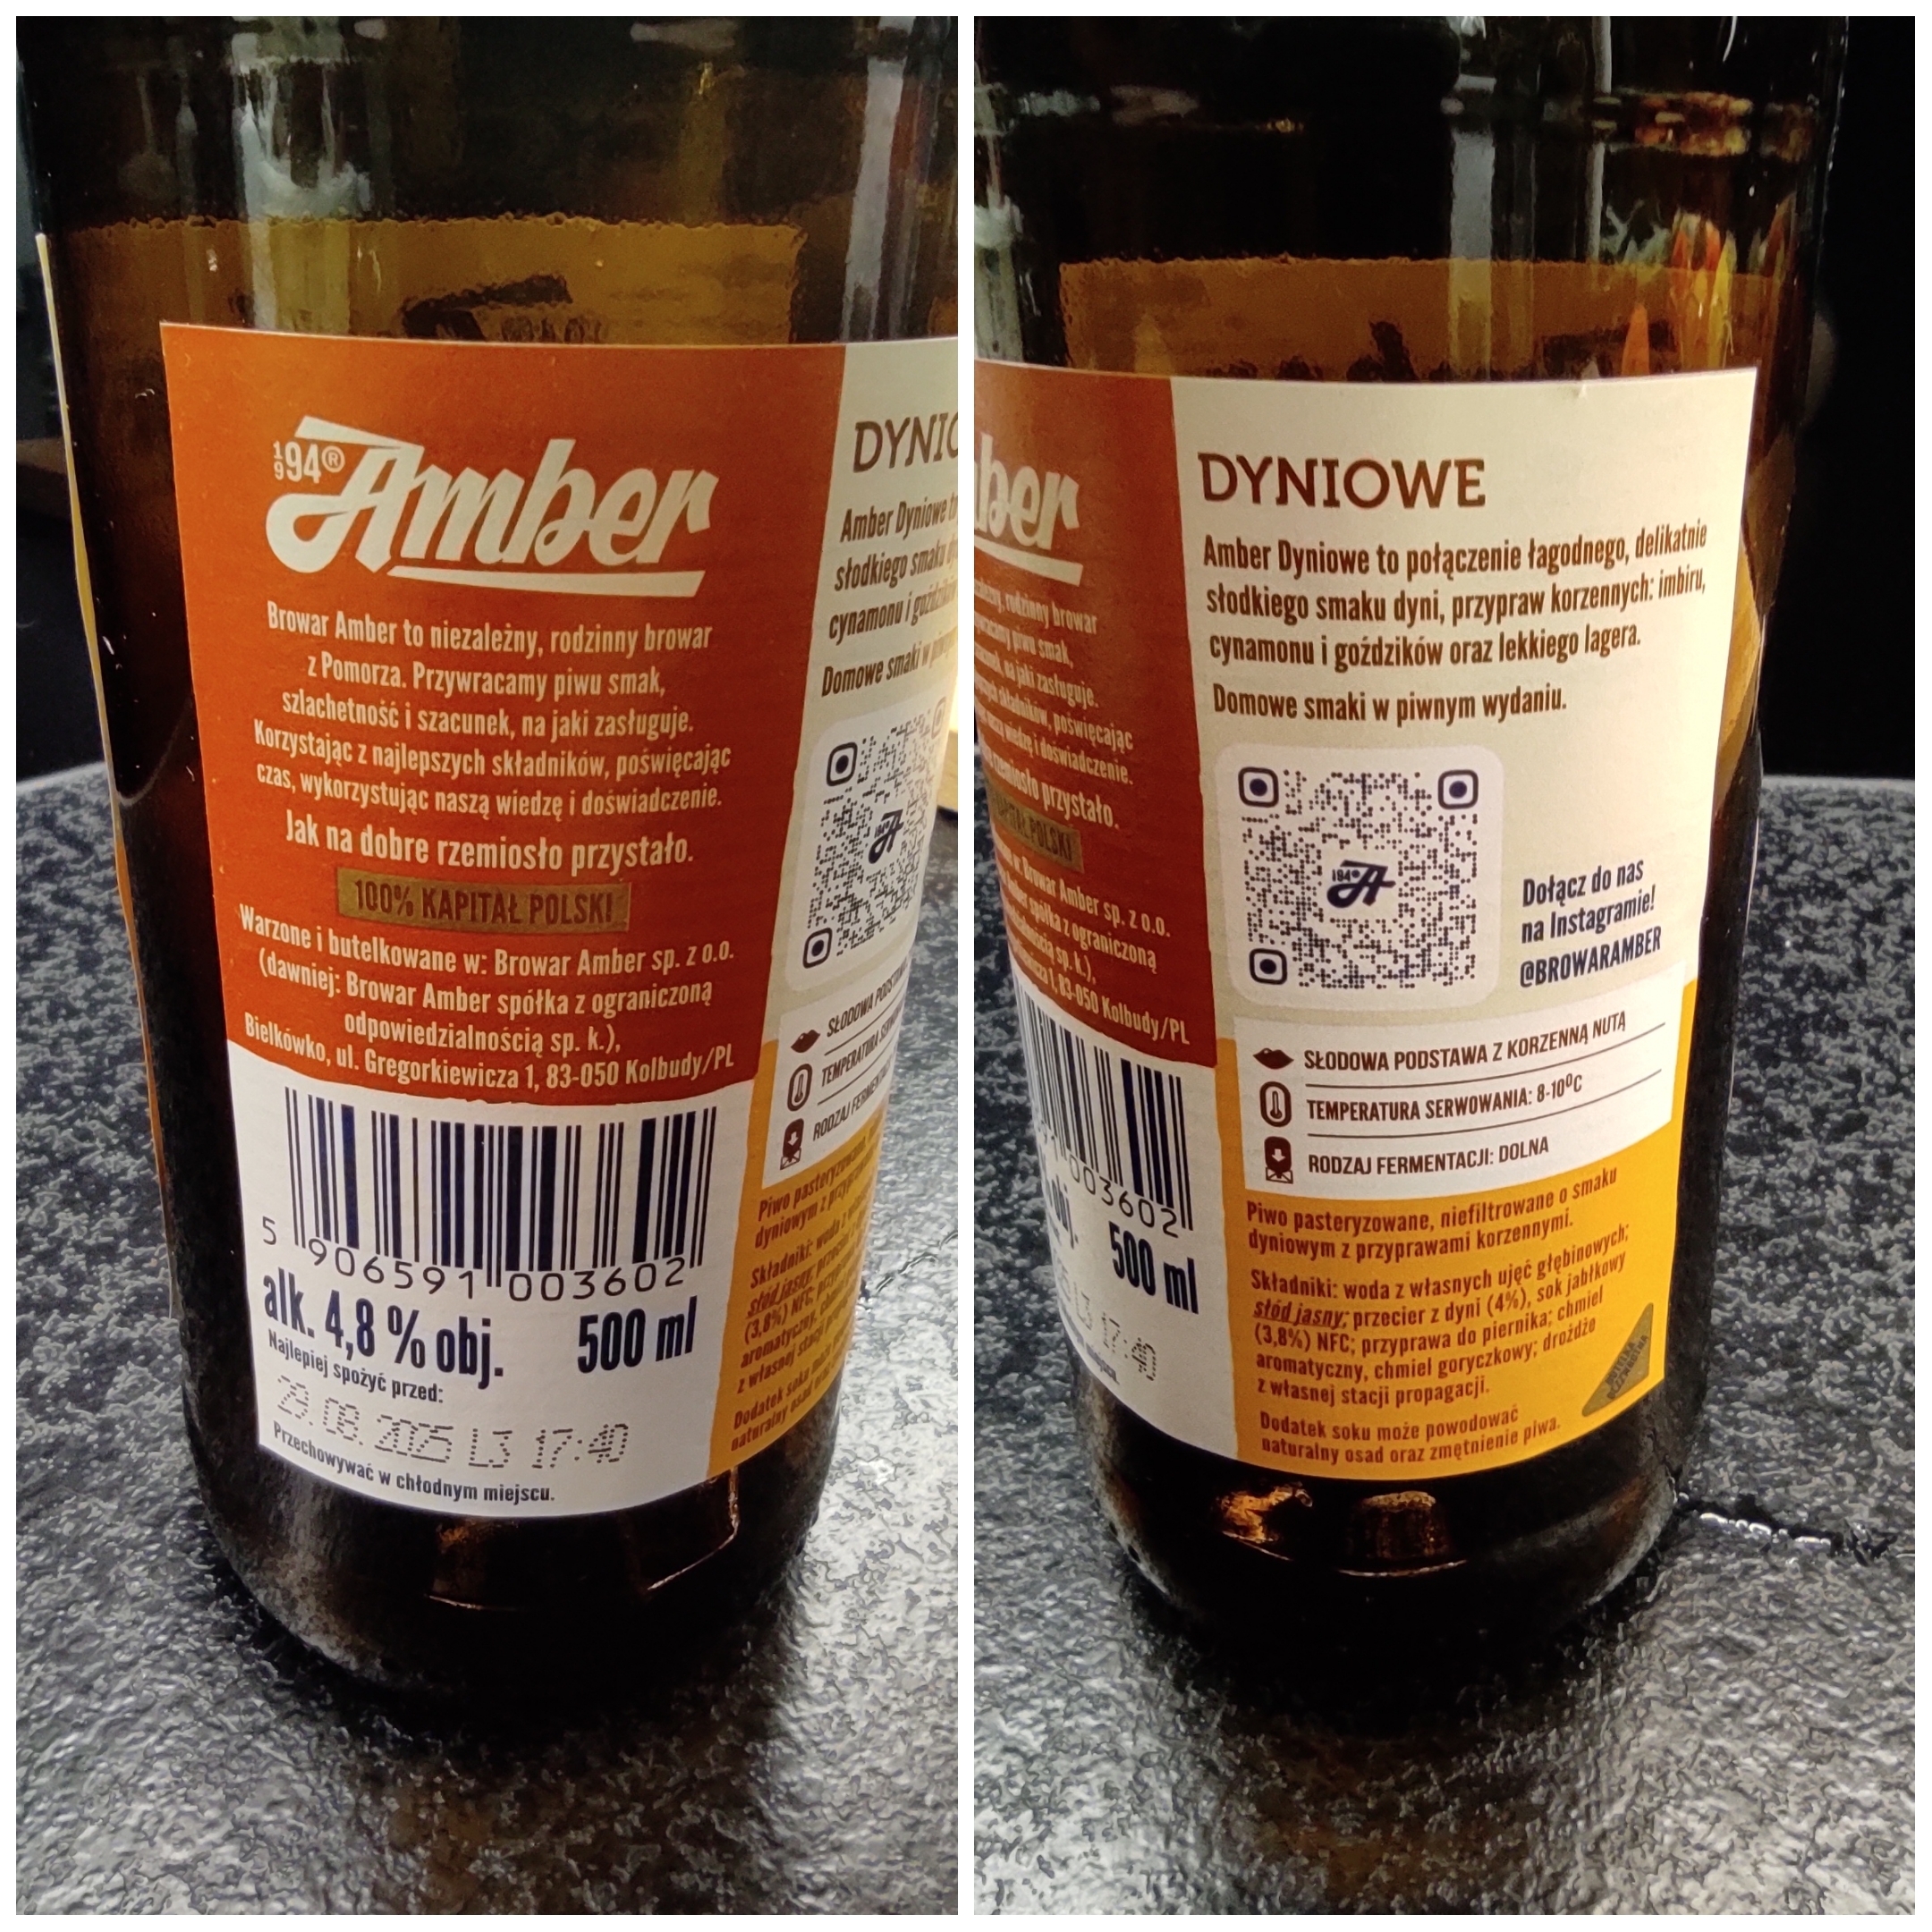 1994® Amber
Browar Amber to niezależny, rodzinny browar
z Pomorza. Przywracamy piwu smak,
szlachetność i szacunek, na jaki zasługuje.
Korzystając z najlepszych składników, poświęcając
czas, wykorzystując naszą wiedzę i doświadczenie.
Jak na dobre rzemiosło przystało.
100% KAPITAŁ POLSKI
Warzone i butelkowane w: Browar Amber sp. z o.o.
(dawniej: Browar Amber spółka z ograniczoną
odpowiedzialnością sp. k.),
Bielkówko, ul. Gregorkiewicza 1, 83-050 Kolbudy/PL
5 906591 003602
alk. 4,8 % obj. 500 ml
Najlepiej spożyć przed:
29.08.2025 L3 17:40
Przechowywać w chłodnym miejscu.
DYNIOWE
Amber Dyniowe to połączenie łagodnego, delikatnie
słodkiego smaku dyni, przypraw korzennych: imbiru,
cynamonu i goździków oraz lekkiego lagera.
Domowe smaki w piwnym wydaniu.
Dołącz do nas
na Instagramie!
@BROWARAMBER
SŁODOWA PODSTAWA Z KORZENNĄ NUTĄ
TEMPERATURA SERWOWANIA: 8-10⁰C
RODZAJ FERMENTACJI: DOLNA
Piwo pasteryzowane, niefiltrowane o smaku
dyniowym z przyprawami korzennymi.
Składniki: woda z własnych ujęć głębinowych;
słód jasny; przecier z dyni (4%), sok jabłkowy
(3,8%) NFC; przyprawa do piernika; chmiel
aromatyczny, chmiel goryczkowy; drożdże
z własnej stacji propagacji.
Dodatek soku może powodować
naturalny osad oraz zmętnienie piwa.